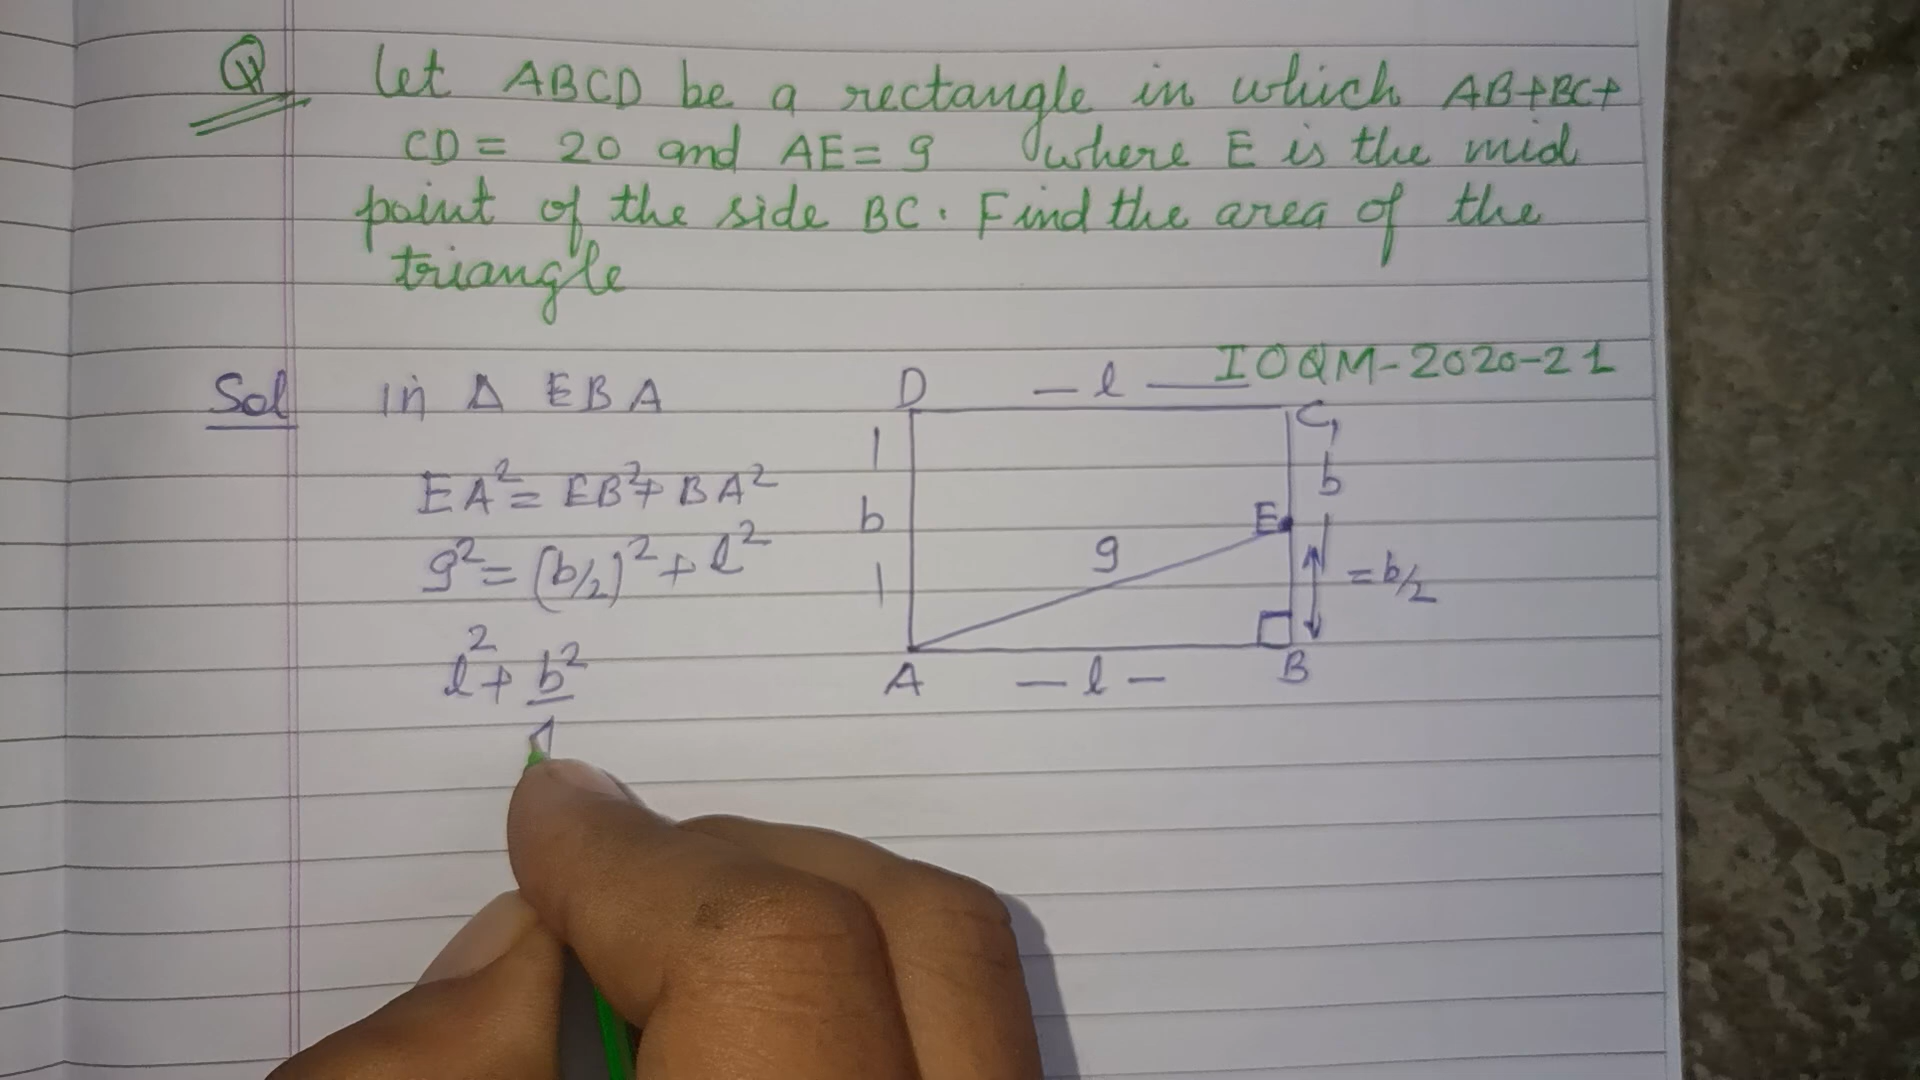 Q Let ABCD be a rectangle in which AB+BC+
CD = 20 and AE = 9 where E is the mid
point of the side BC. Find the area of the
triangle
IOQM-2020-21
Sol in Δ EBA
EA² = EB² + BA²
9² = (b/2)² + l²
l² + b²
D — l — C
b
b
E
9
= b/2
A — l — B